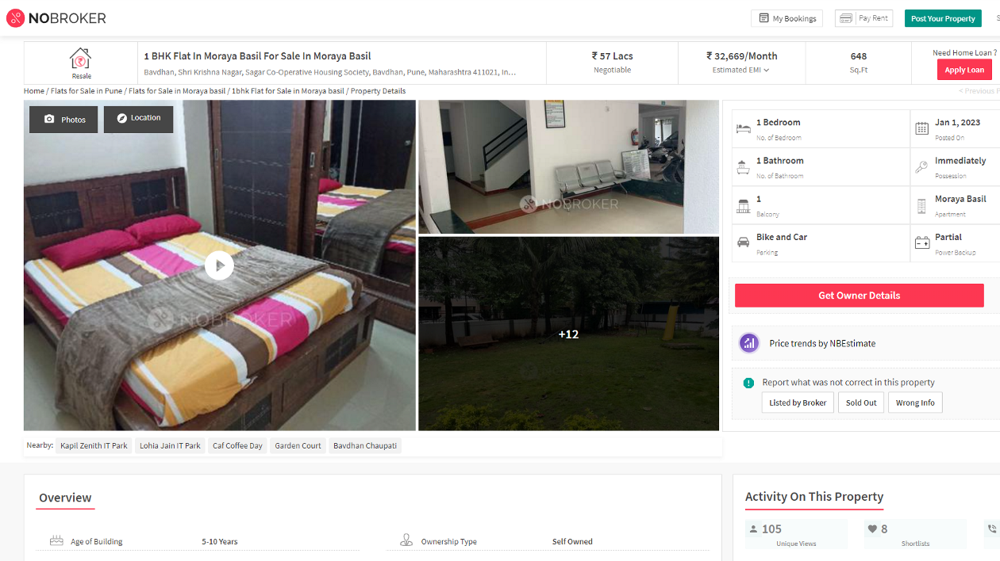 NOBROKER
My Bookings
Pay Rent
Post Your Property
S
Resale
1 BHK Flat In Moraya Basil For Sale In Moraya Basil
Bavdhan, Shri Krishna Nagar, Sagar Co-Operative Housing Society, Bavdhan, Pune, Maharashtra 411021, In…
₹ 57 Lacs
Negotiable
₹ 32,669/Month
Estimated EMI
648
Sq.Ft
Need Home Loan ?
Apply Loan
Home / Flats for Sale in Pune / Flats for Sale in Moraya basil / 1bhk Flat for Sale in Moraya basil / Property Details
< Previous P
Photos
Location
NOBROKER
NOBROKER
+12
1 Bedroom
No. of Bedroom
Jan 1, 2023
Posted On
1 Bathroom
No. of Bathroom
Immediately
Possession
1
Balcony
Moraya Basil
Apartment
Bike and Car
Parking
Partial
Power Backup
Get Owner Details
Price trends by NBEstimate
Report what was not correct in this property
Listed by Broker
Sold Out
Wrong Info
Nearby:
Kapil Zenith IT Park
Lohia Jain IT Park
Caf Coffee Day
Garden Court
Bavdhan Chaupati
Overview
Age of Building
5-10 Years
Ownership Type
Self Owned
Activity On This Property
105
Unique Views
8
Shortlists